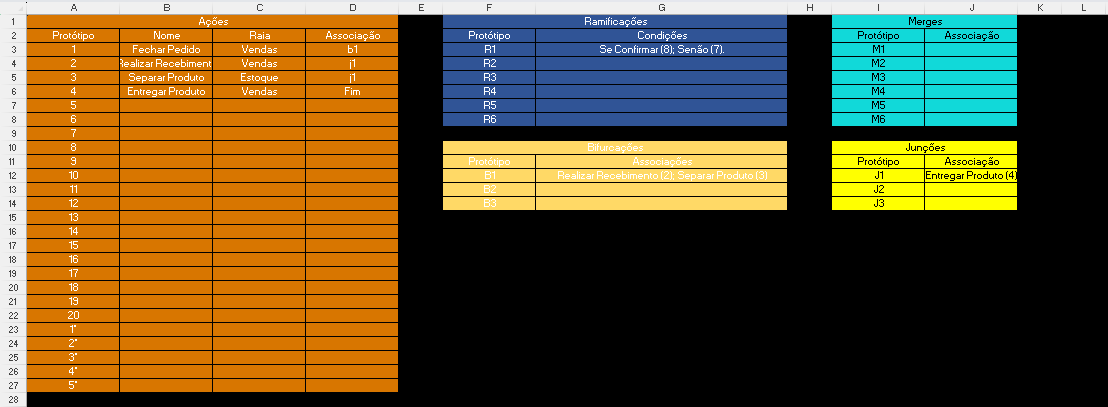 A B C D E F G H I J K L
1 Ações Ramificações Merges
2 Protótipo Nome Raia Associação Protótipo Condições Protótipo Associação
3 1 Fechar Pedido Vendas b1 R1 Se Confirmar (8); Senão (7). M1
4 2 Realizar Recebiment Vendas j1 R2 M2
5 3 Separar Produto Estoque j1 R3 M3
6 4 Entregar Produto Vendas Fim R4 M4
7 5 R5 M5
8 6 R6 M6
9 7
10 8 Bifurcações Junções
11 9 Protótipo Associações Protótipo Associação
12 10 B1 Realizar Recebimento (2); Separar Produto (3) J1 Entregar Produto (4)
13 11 B2 J2
14 12 B3 J3
15 13
16 14
17 15
18 16
19 17
20 18
21 19
22 20
23 1"
24 2"
25 3"
26 4"
27 5"
28